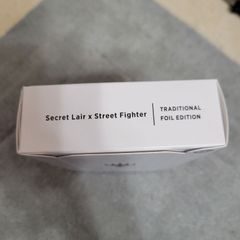 Secret Lair x Street Fighter
TRADITIONAL
FOIL EDITION